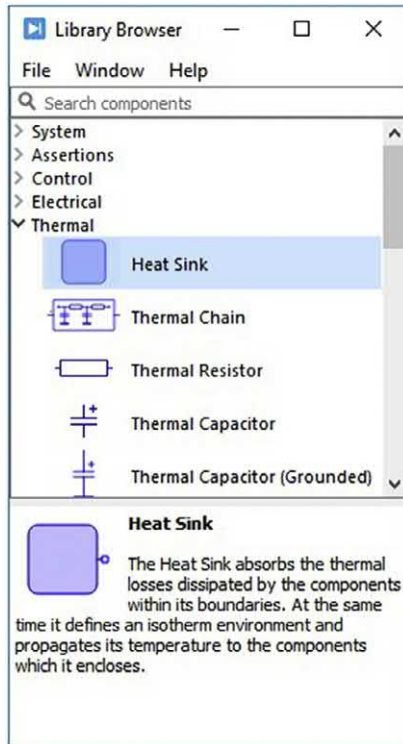 Library Browser
File Window Help
Search components
System
Assertions
Control
Electrical
Thermal
Heat Sink
Thermal Chain
Thermal Resistor
Thermal Capacitor
Thermal Capacitor (Grounded)
Heat Sink
The Heat Sink absorbs the thermal
losses dissipated by the components
within its boundaries. At the same
time it defines an isotherm environment and
propagates its temperature to the components
which it encloses.